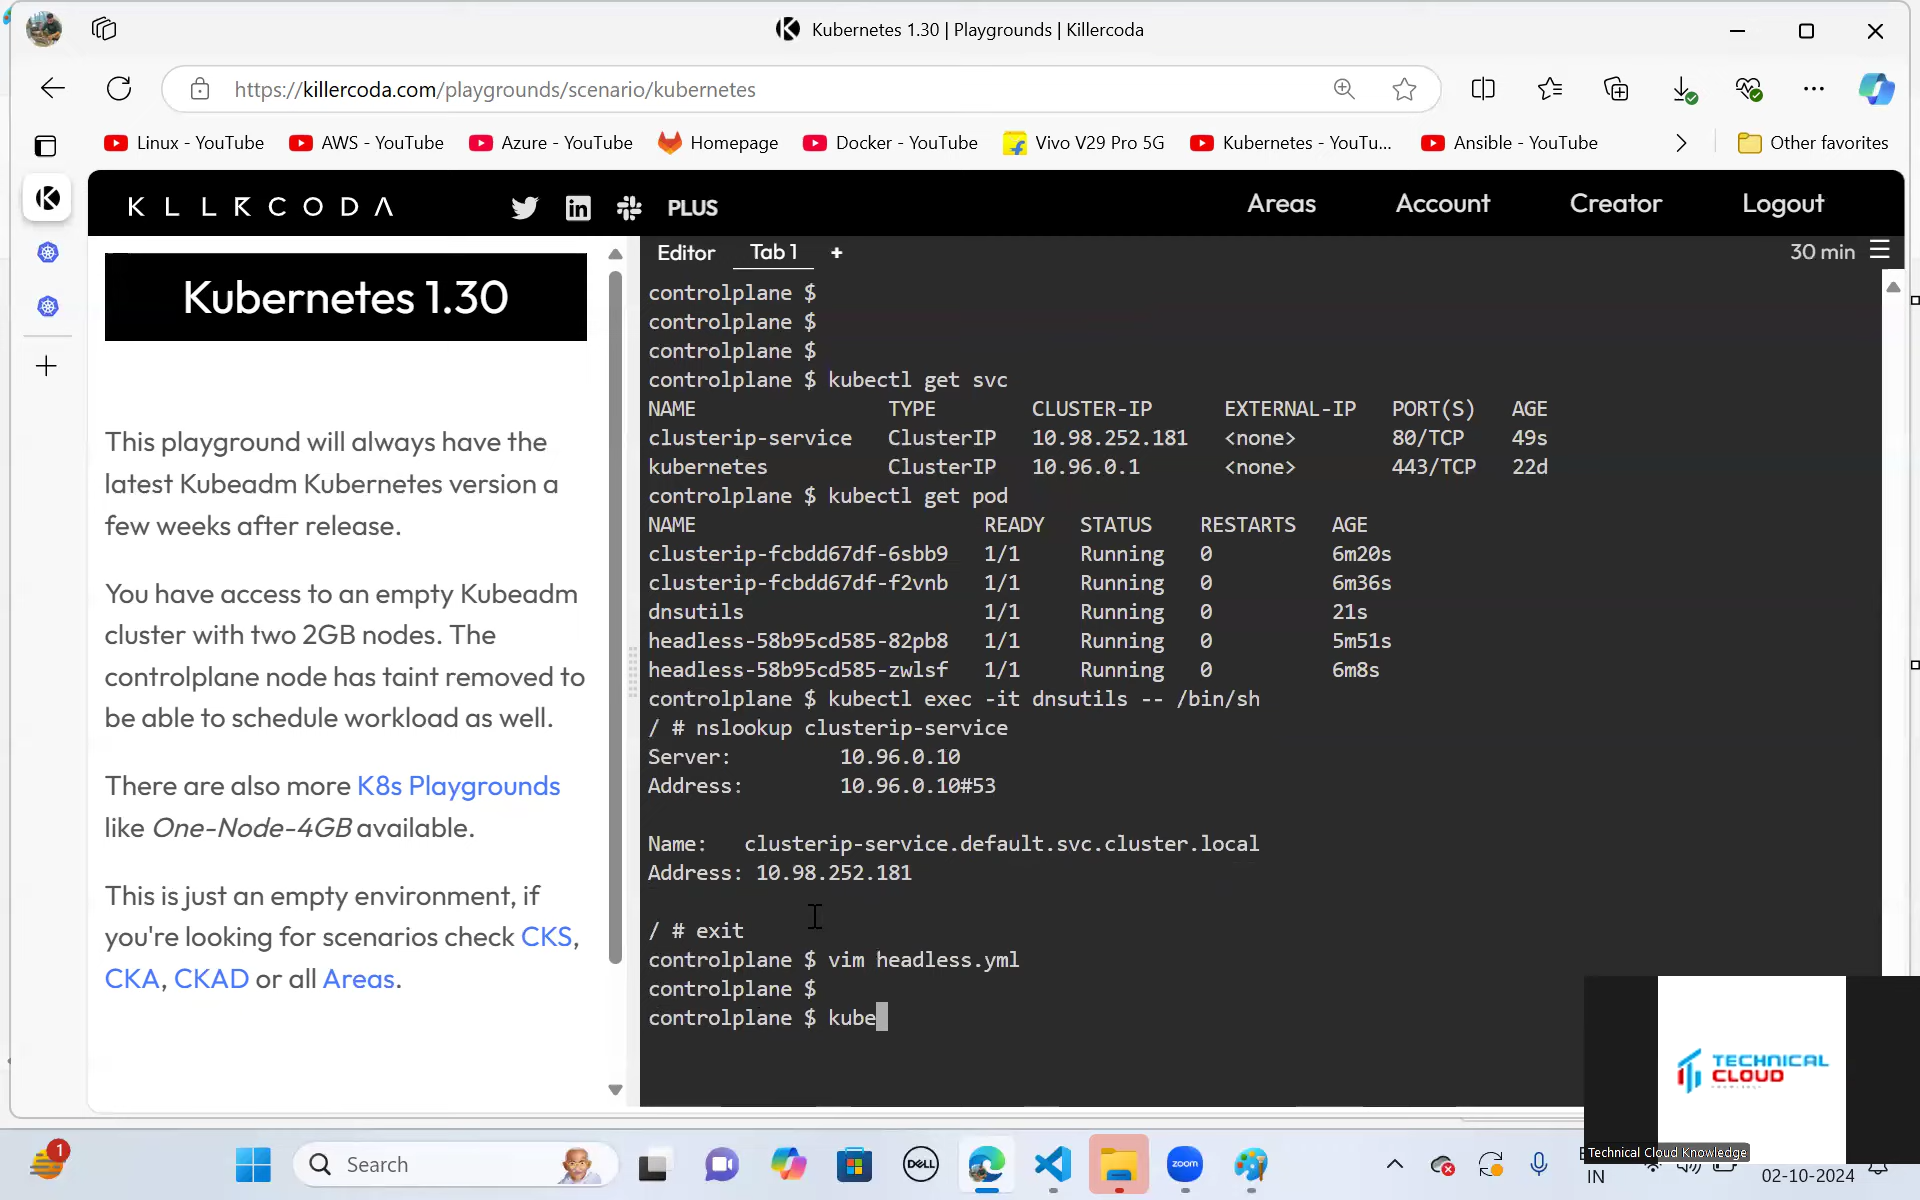 Kubernetes 1.30 | Playgrounds | Killercoda
https://killercoda.com/playgrounds/scenario/kubernetes
Linux - YouTube
AWS - YouTube
Azure - YouTube
Homepage
Docker - YouTube
Vivo V29 Pro 5G
Kubernetes - YouTu...
Ansible - YouTube
Other favorites
KLLRCODA
PLUS
Areas
Account
Creator
Logout
Kubernetes 1.30
This playground will always have the
latest Kubeadm Kubernetes version a
few weeks after release.
You have access to an empty Kubeadm
cluster with two 2GB nodes. The
controlplane node has taint removed to
be able to schedule workload as well.
There are also more K8s Playgrounds
like One-Node-4GB available.
This is just an empty environment, if
you're looking for scenarios check CKS,
CKA, CKAD or all Areas.
Editor
Tab 1
+
30 min
controlplane $
controlplane $
controlplane $
controlplane $ kubectl get svc
NAME TYPE CLUSTER-IP EXTERNAL-IP PORT(S) AGE
clusterip-service ClusterIP 10.98.252.181 <none> 80/TCP 49s
kubernetes ClusterIP 10.96.0.1 <none> 443/TCP 22d
controlplane $ kubectl get pod
NAME READY STATUS RESTARTS AGE
clusterip-fcbdd67df-6sbb9 1/1 Running 0 6m20s
clusterip-fcbdd67df-f2vnb 1/1 Running 0 6m36s
dnsutils 1/1 Running 0 21s
headless-58b95cd585-82pb8 1/1 Running 0 5m51s
headless-58b95cd585-zwlsf 1/1 Running 0 6m8s
controlplane $ kubectl exec -it dnsutils -- /bin/sh
/ # nslookup clusterip-service
Server: 10.96.0.10
Address: 10.96.0.10#53
Name: clusterip-service.default.svc.cluster.local
Address: 10.98.252.181
/ # exit
controlplane $ vim headless.yml
controlplane $
controlplane $ kube
TECHNICAL
CLOUD
Technical Cloud Knowledge
1
Search
DELL
zoom
IN
02-10-2024